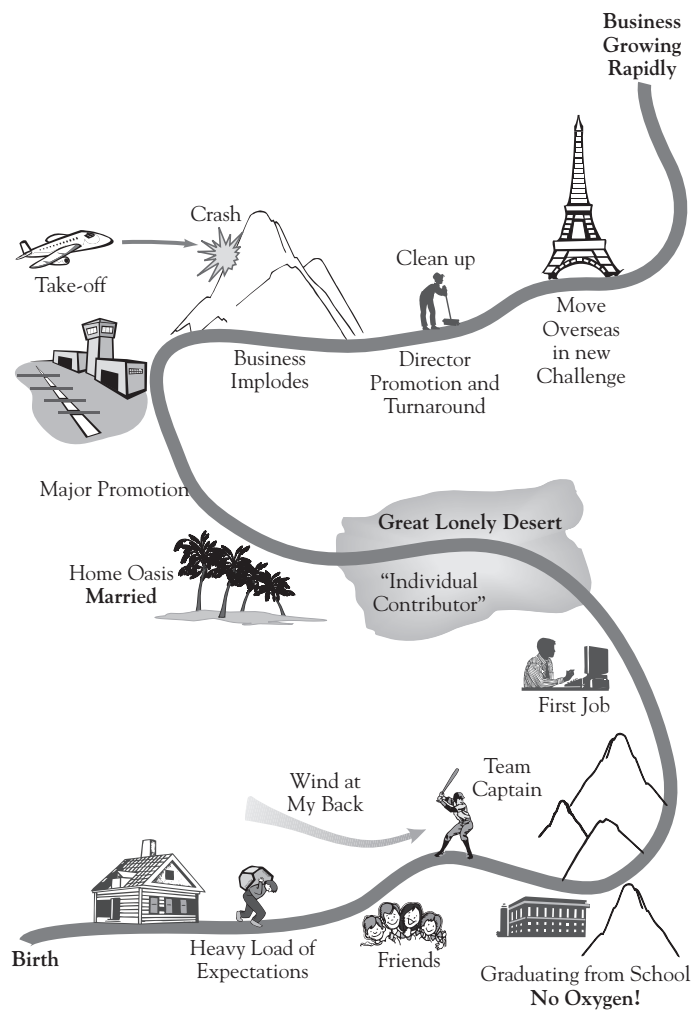 Business
Growing
Rapidly
Crash
Take-off
Clean up
Move
Overseas
in new
Challenge
Business
Implodes
Director
Promotion and
Turnaround
Major Promotion
Great Lonely Desert
Home Oasis
Married
“Individual
Contributor”
First Job
Team
Captain
Wind at
My Back
Birth
Heavy Load of
Expectations
Friends
Graduating from School
No Oxygen!